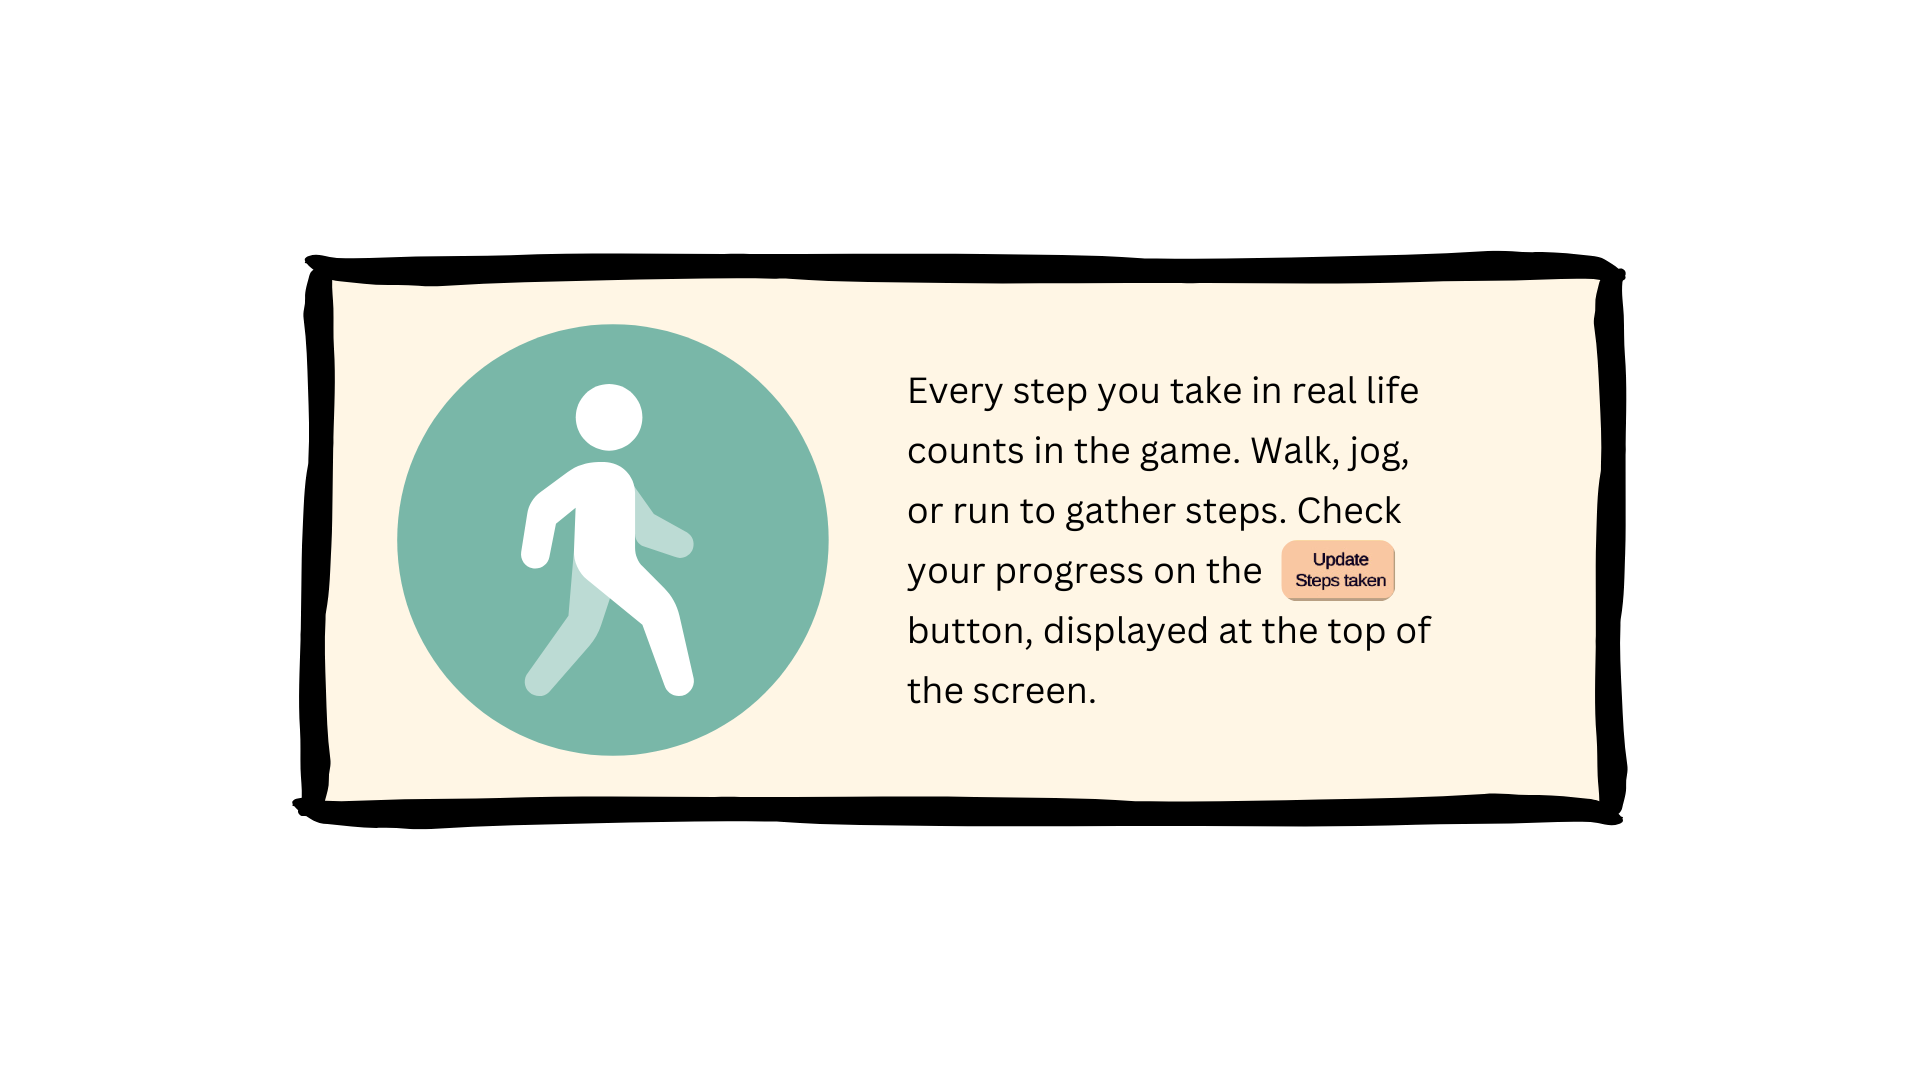 Every step you take in real life
counts in the game. Walk, jog,
or run to gather steps. Check
your progress on the
Update
Steps taken
button, displayed at the top of
the screen.